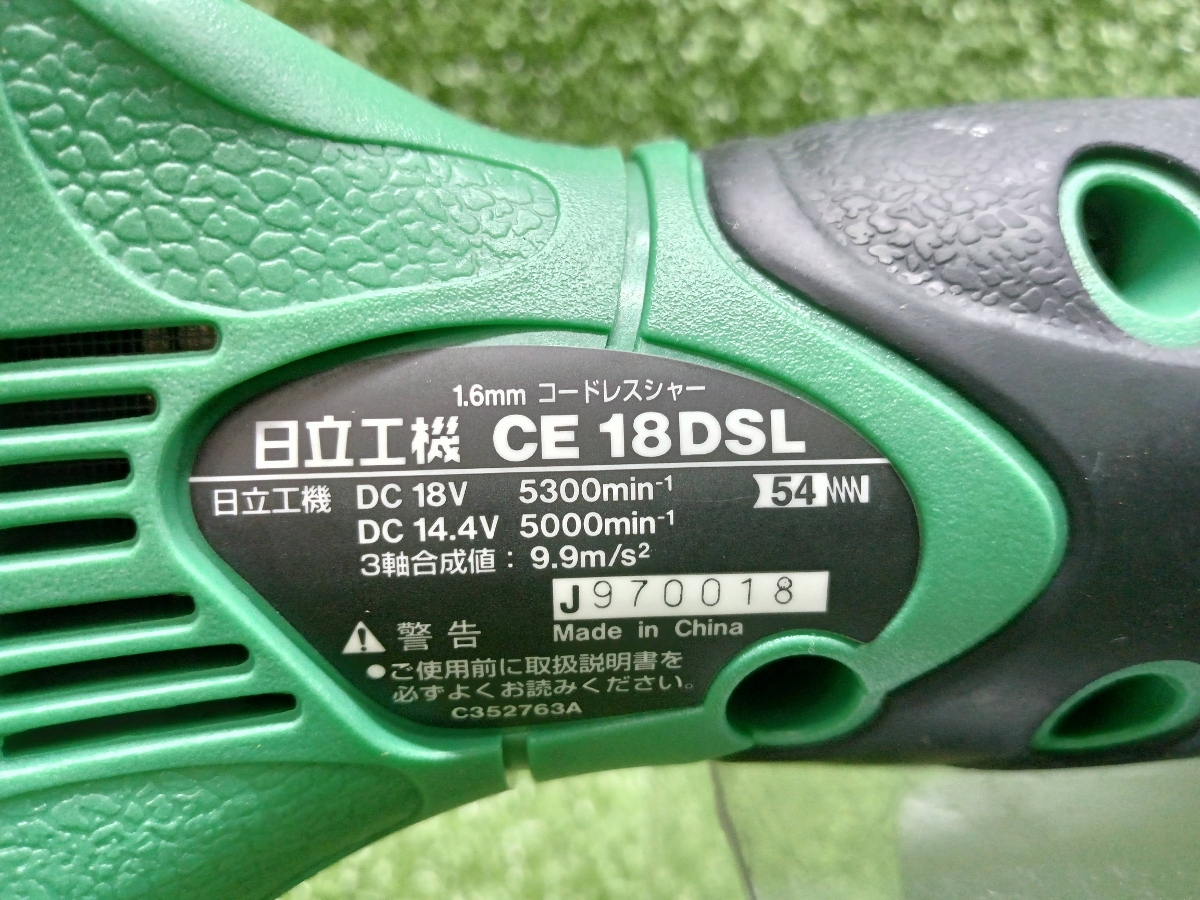 1.6mm コードレスシャー
日立工機 CE 18DSL
日立工機 DC 18V 5300min⁻¹
54
DC 14.4V 5000min⁻¹
3軸合成値：9.9m/s²
J970018
Made in China
警告
●ご使用前に取扱説明書を
必ずよくお読みください。
C352763A